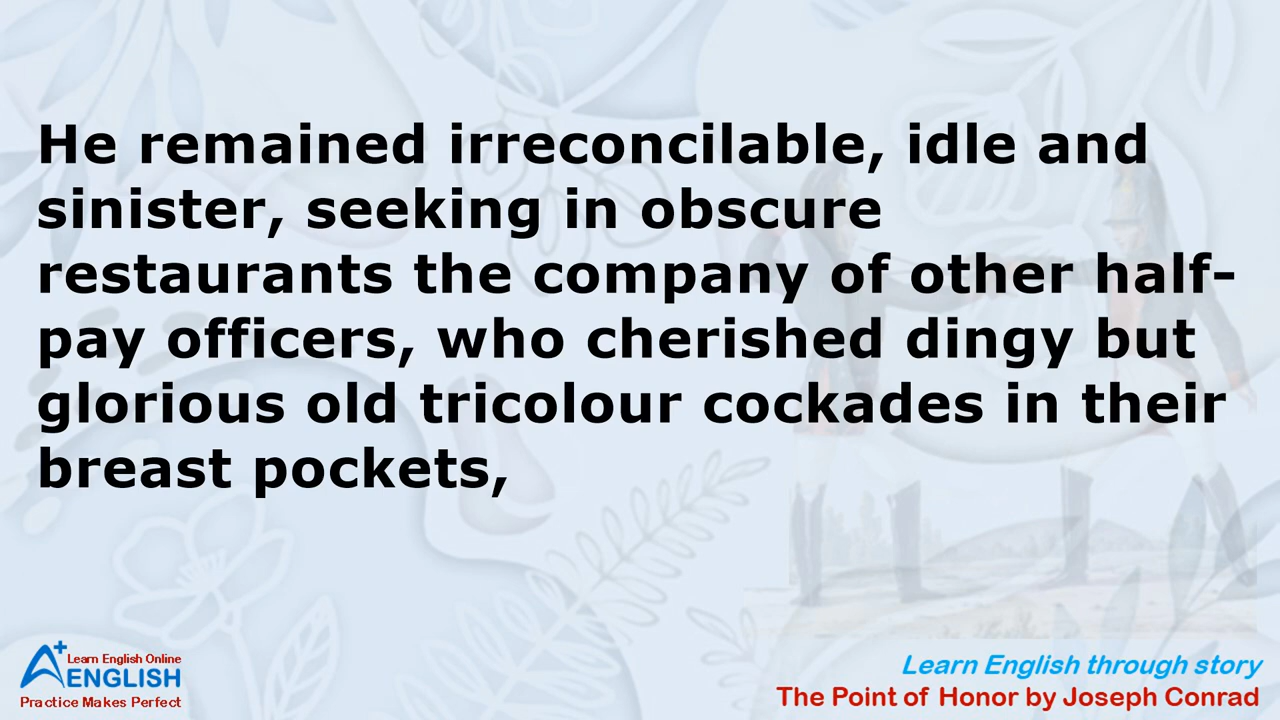 He remained irreconcilable, idle and
sinister, seeking in obscure
restaurants the company of other half-
pay officers, who cherished dingy but
glorious old tricolour cockades in their
breast pockets,
A+ Learn English Online
ENGLISH
Practice Makes Perfect
Learn English through story
The Point of Honor by Joseph Conrad